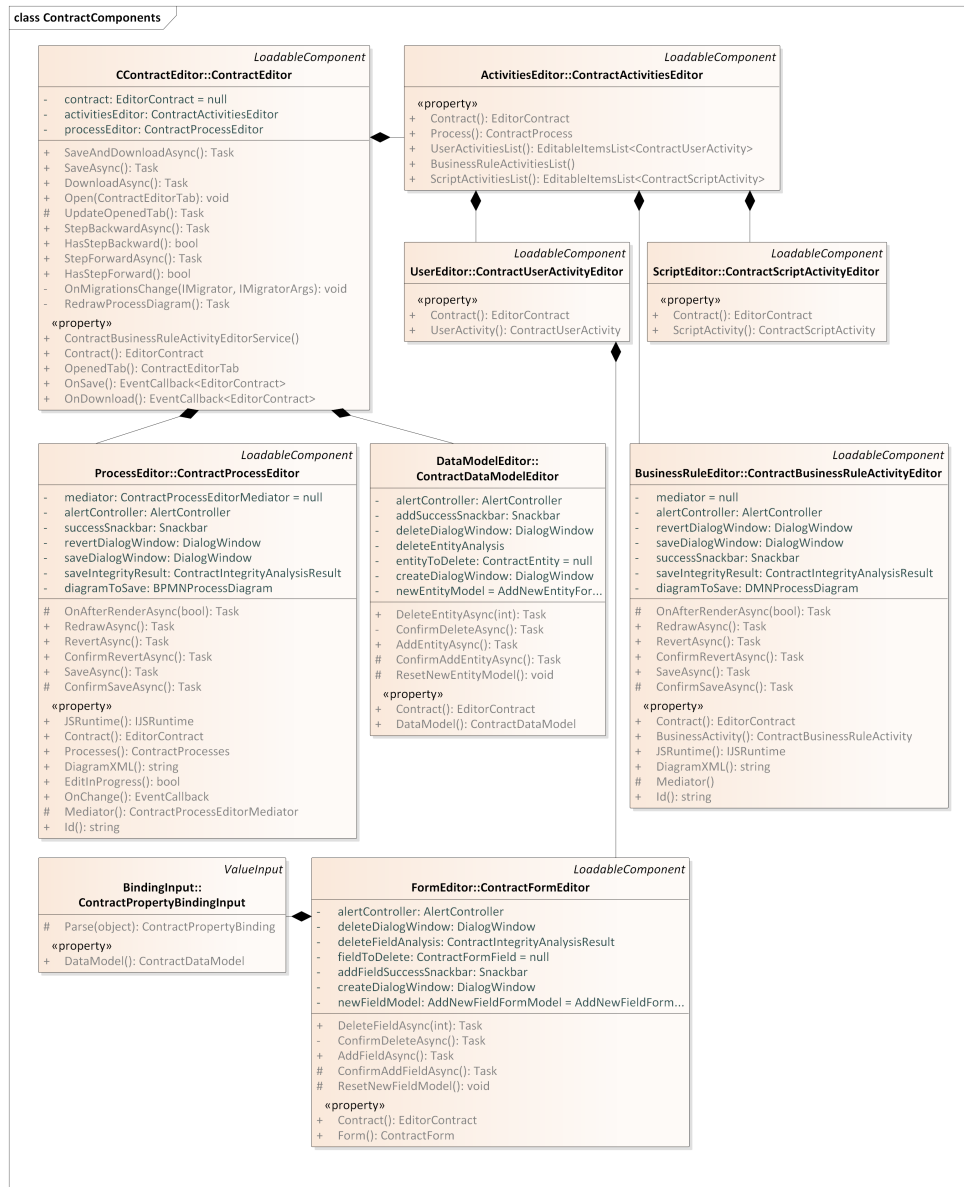 class ContractComponents
LoadableComponent
CContractEditor::ContractEditor
- contract: EditorContract = null
- activitiesEditor: ContractActivitiesEditor
- processEditor: ContractProcessEditor
+ SaveAndDownloadAsync(): Task
+ SaveAsync(): Task
+ DownloadAsync(): Task
+ Open(ContractEditorTab): void
# UpdateOpenedTab(): Task
+ StepBackwardAsync(): Task
+ HasStepBackward(): bool
+ StepForwardAsync(): Task
+ HasStepForward(): bool
- OnMigrationsChange(IMigrator, IMigratorArgs): void
- RedrawProcessDiagram(): Task
«property»
+ ContractBusinessRuleActivityEditorService()
+ Contract(): EditorContract
+ OpenedTab(): ContractEditorTab
+ OnSave(): EventCallback<EditorContract>
+ OnDownload(): EventCallback<EditorContract>
LoadableComponent
ActivitiesEditor::ContractActivitiesEditor
«property»
+ Contract(): EditorContract
+ Process(): ContractProcess
+ UserActivitiesList(): EditableItemsList<ContractUserActivity>
+ BusinessRuleActivitiesList()
+ ScriptActivitiesList(): EditableItemsList<ContractScriptActivity>
LoadableComponent
UserEditor::ContractUserActivityEditor
«property»
+ Contract(): EditorContract
+ UserActivity(): ContractUserActivity
LoadableComponent
ScriptEditor::ContractScriptActivityEditor
«property»
+ Contract(): EditorContract
+ ScriptActivity(): ContractScriptActivity
LoadableComponent
ProcessEditor::ContractProcessEditor
- mediator: ContractProcessEditorMediator = null
- alertController: AlertController
- successSnackbar: Snackbar
- revertDialogWindow: DialogWindow
- saveDialogWindow: DialogWindow
- saveIntegrityResult: ContractIntegrityAnalysisResult
- diagramToSave: BPMNProcessDiagram
# OnAfterRenderAsync(bool): Task
+ RedrawAsync(): Task
+ RevertAsync(): Task
+ ConfirmRevertAsync(): Task
+ SaveAsync(): Task
# ConfirmSaveAsync(): Task
«property»
+ JSRuntime(): IJSRuntime
+ Contract(): EditorContract
+ Processes(): ContractProcesses
+ DiagramXML(): string
+ EditInProgress(): bool
+ OnChange(): EventCallback
# Mediator(): ContractProcessEditorMediator
+ Id(): string
DataModelEditor::
ContractDataModelEditor
- alertController: AlertController
- addSuccessSnackbar: Snackbar
- deleteDialogWindow: DialogWindow
- deleteEntityAnalysis
- entityToDelete: ContractEntity = null
- createDialogWindow: DialogWindow
- newEntityModel = AddNewEntityFor...
+ DeleteEntityAsync(int): Task
- ConfirmDeleteAsync(): Task
+ AddEntityAsync(): Task
# ConfirmAddEntityAsync(): Task
# ResetNewEntityModel(): void
«property»
+ Contract(): EditorContract
+ DataModel(): ContractDataModel
LoadableComponent
BusinessRuleEditor::ContractBusinessRuleActivityEditor
- mediator = null
- alertController: AlertController
- revertDialogWindow: DialogWindow
- saveDialogWindow: DialogWindow
- successSnackbar: Snackbar
- saveIntegrityResult: ContractIntegrityAnalysisResult
- diagramToSave: DMNProcessDiagram
# OnAfterRenderAsync(bool): Task
+ RedrawAsync(): Task
+ RevertAsync(): Task
+ ConfirmRevertAsync(): Task
+ SaveAsync(): Task
# ConfirmSaveAsync(): Task
«property»
+ Contract(): EditorContract
+ BusinessActivity(): ContractBusinessRuleActivity
+ JSRuntime(): IJSRuntime
+ DiagramXML(): string
# Mediator()
+ Id(): string
ValueInput
BindingInput::
ContractPropertyBindingInput
# Parse(object): ContractPropertyBinding
«property»
+ DataModel(): ContractDataModel
LoadableComponent
FormEditor::ContractFormEditor
- alertController: AlertController
- deleteDialogWindow: DialogWindow
- deleteFieldAnalysis: ContractIntegrityAnalysisResult
- fieldToDelete: ContractFormField = null
- addFieldSuccessSnackbar: Snackbar
- createDialogWindow: DialogWindow
- newFieldModel: AddNewFieldFormModel = AddNewFieldForm...
+ DeleteFieldAsync(int): Task
- ConfirmDeleteAsync(): Task
+ AddFieldAsync(): Task
# ConfirmAddFieldAsync(): Task
# ResetNewFieldModel(): void
«property»
+ Contract(): EditorContract
+ Form(): ContractForm